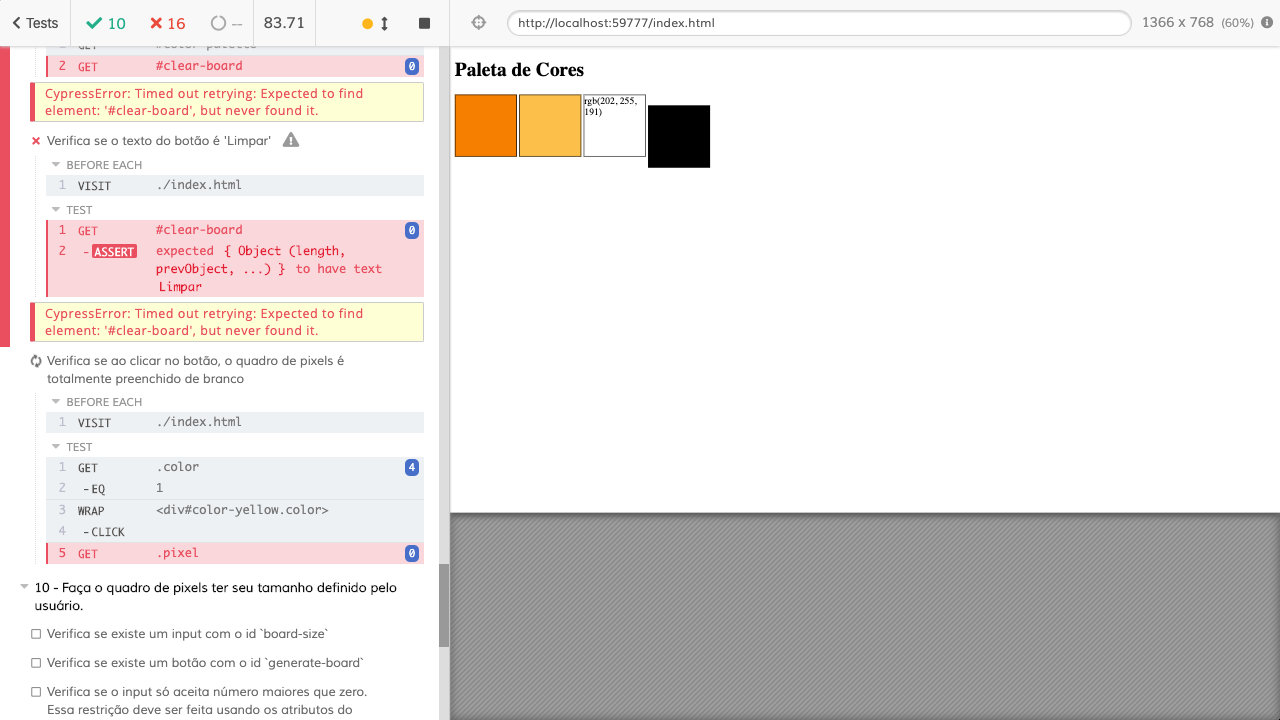 Tests
10
16
--
83.71
http://localhost:59777/index.html
1366 x 768 (60%)
2 GET #clear-board 0
CypressError: Timed out retrying: Expected to find
element: '#clear-board', but never found it.
Verifica se o texto do botão é 'Limpar'
BEFORE EACH
1 VISIT ./index.html
TEST
1 GET #clear-board 0
2 -ASSERT expected { Object (length,
prevObject, ...) } to have text
Limpar
CypressError: Timed out retrying: Expected to find
element: '#clear-board', but never found it.
Verifica se ao clicar no botão, o quadro de pixels é
totalmente preenchido de branco
BEFORE EACH
1 VISIT ./index.html
TEST
1 GET .color 4
2 -EQ 1
3 WRAP <div#color-yellow.color>
4 -CLICK
5 GET .pixel 0
10 - Faça o quadro de pixels ter seu tamanho definido pelo
usuário.
Verifica se existe um input com o id `board-size`
Verifica se existe um botão com o id `generate-board`
Verifica se o input só aceita número maiores que zero.
Essa restrição deve ser feita usando os atributos do
Paleta de Cores
rgb(202, 255,
191)